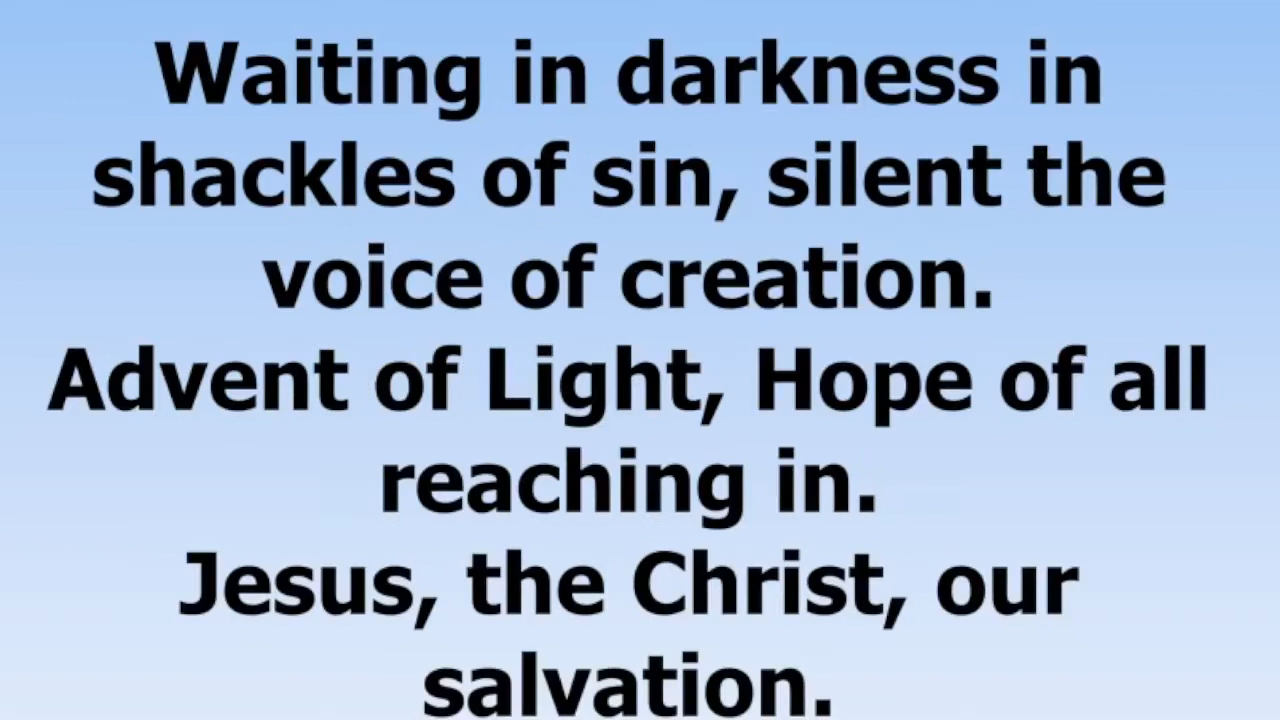 Waiting in darkness in
shackles of sin, silent the
voice of creation.
Advent of Light, Hope of all
reaching in.
Jesus, the Christ, our
salvation.